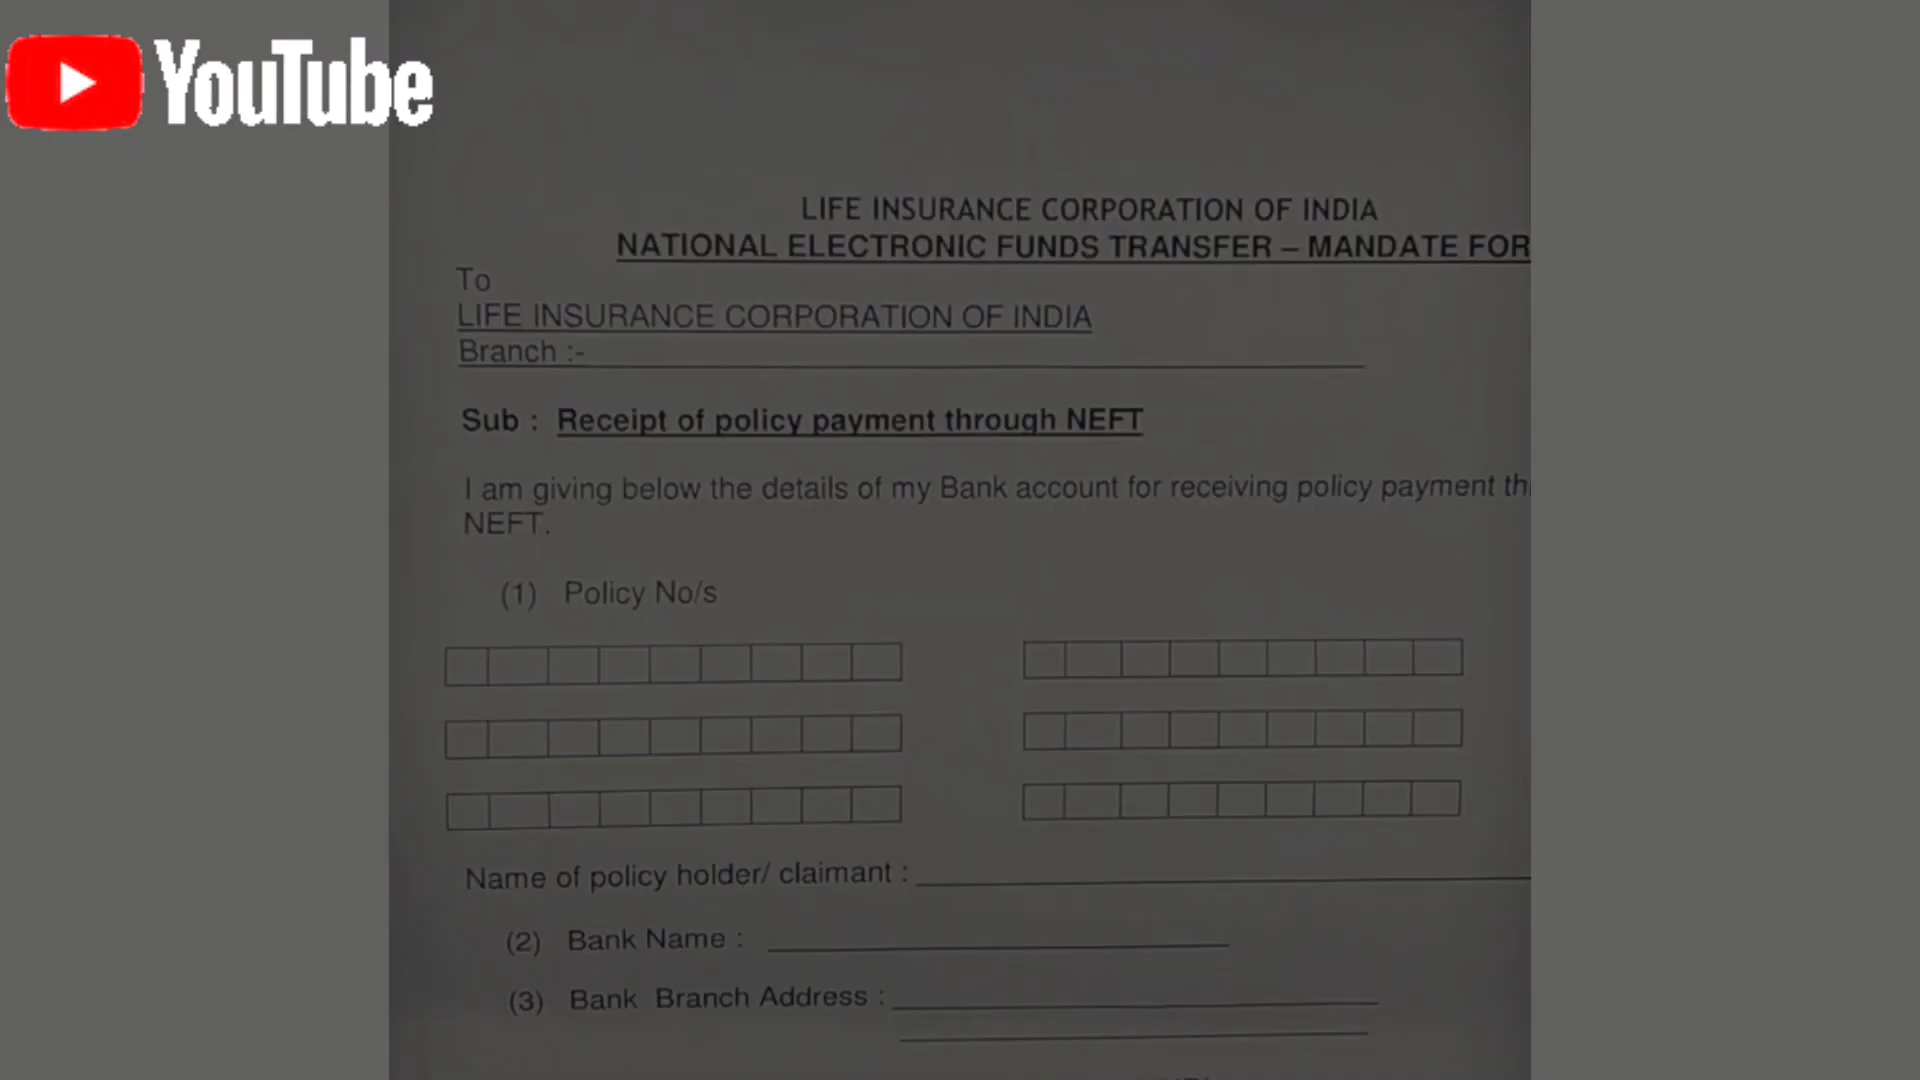 YouTube
LIFE INSURANCE CORPORATION OF INDIA
NATIONAL ELECTRONIC FUNDS TRANSFER – MANDATE FOR
To
LIFE INSURANCE CORPORATION OF INDIA
Branch :-
Sub : Receipt of policy payment through NEFT
I am giving below the details of my Bank account for receiving policy payment th
NEFT.
(1) Policy No/s
Name of policy holder/ claimant :
(2) Bank Name :
(3) Bank Branch Address :